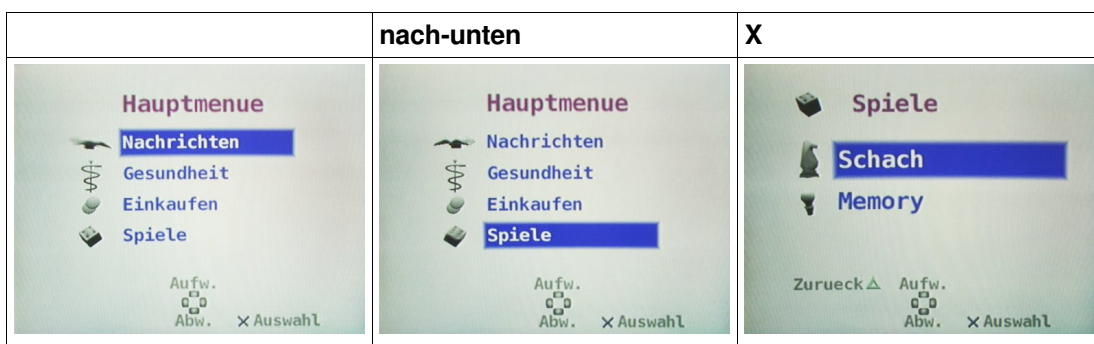 nach-unten
X
Hauptmenue
Nachrichten
Gesundheit
Einkaufen
Spiele
Aufw.
Abw.
Auswahl
Hauptmenue
Nachrichten
Gesundheit
Einkaufen
Spiele
Aufw.
Abw.
Auswahl
Spiele
Schach
Memory
Zurueck
Aufw.
Abw.
Auswahl